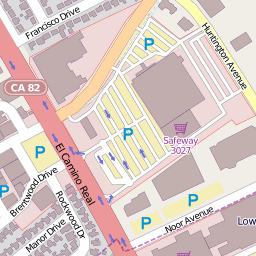 Francisco Drive
Huntington Avenue
P
CA 82
P
Safeway
3027
El Camino Real
P
P
P
Brentwood Drive
Rockwood Dr
Noor Avenue
Manor Drive
Low